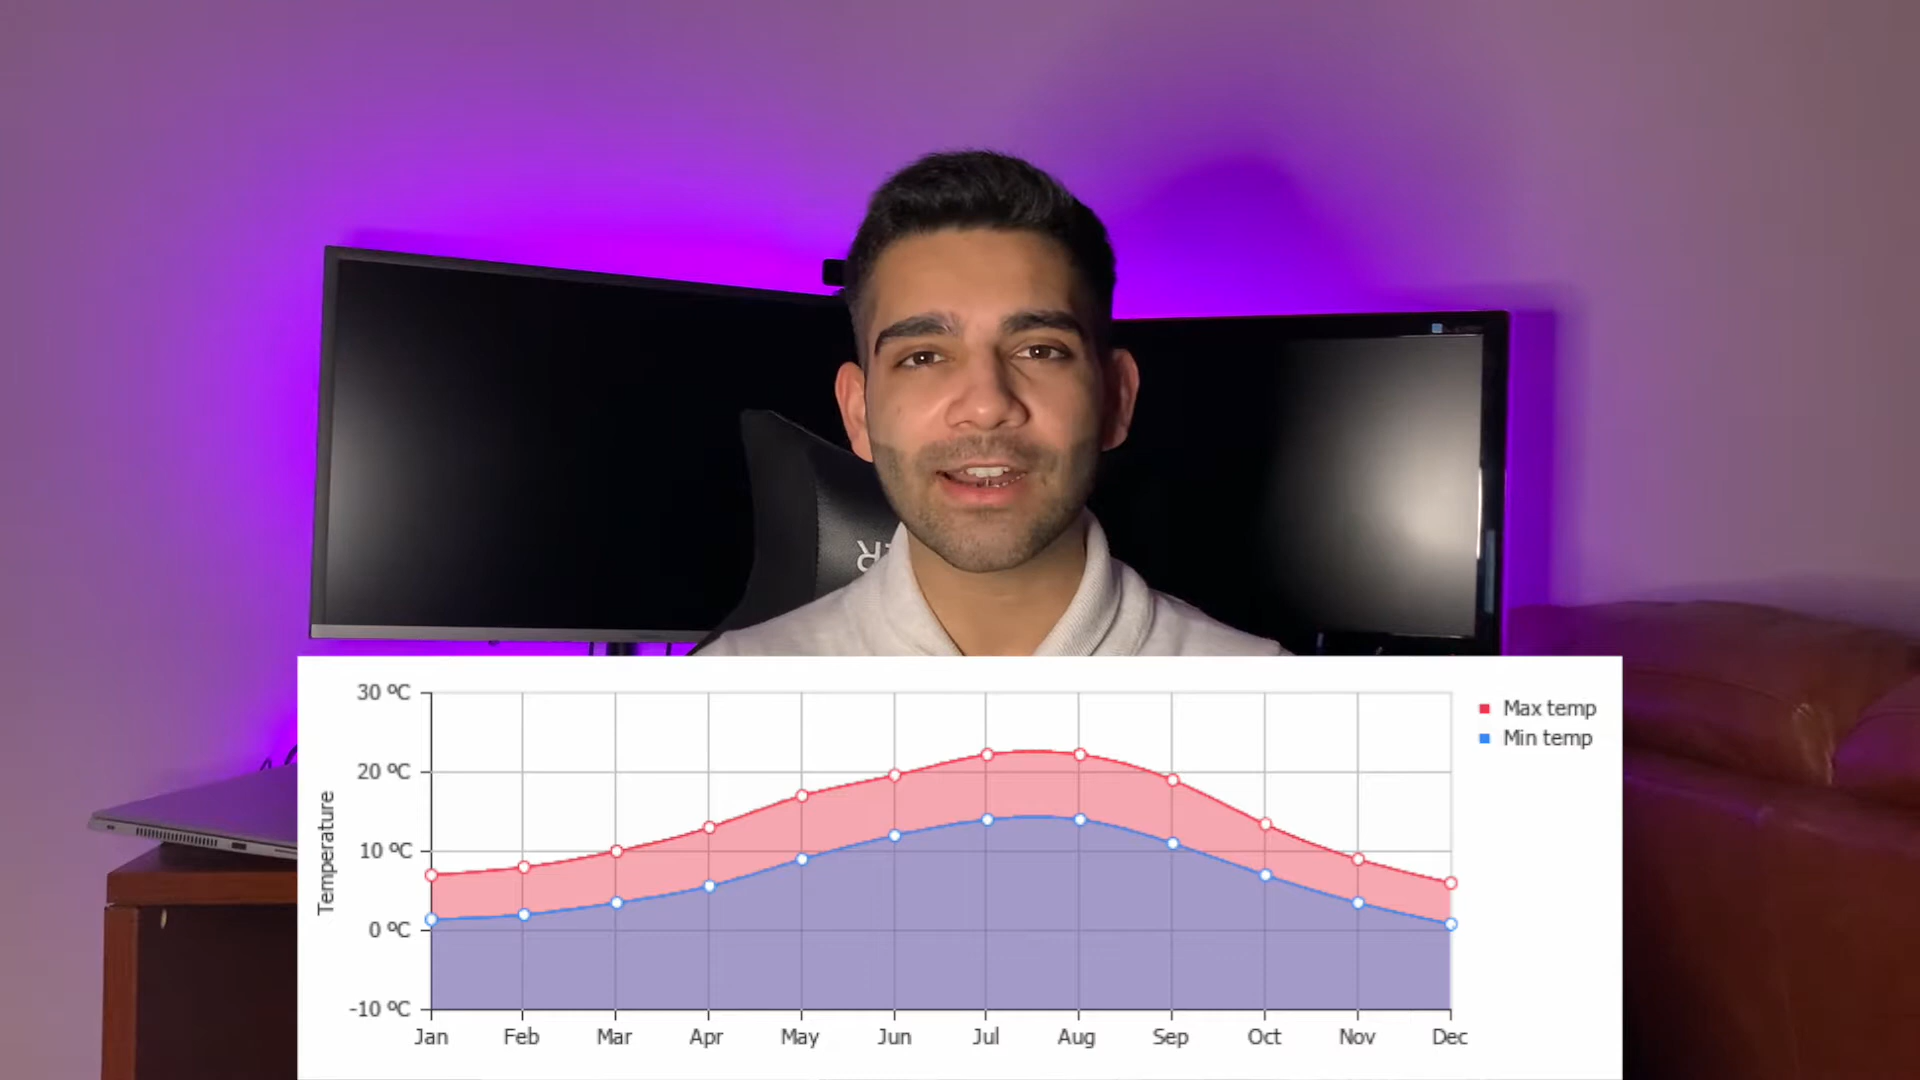 30 ºC
20 ºC
10 ºC
0 ºC
-10 ºC
Temperature
Jan Feb Mar Apr May Jun Jul Aug Sep Oct Nov Dec
Max temp
Min temp